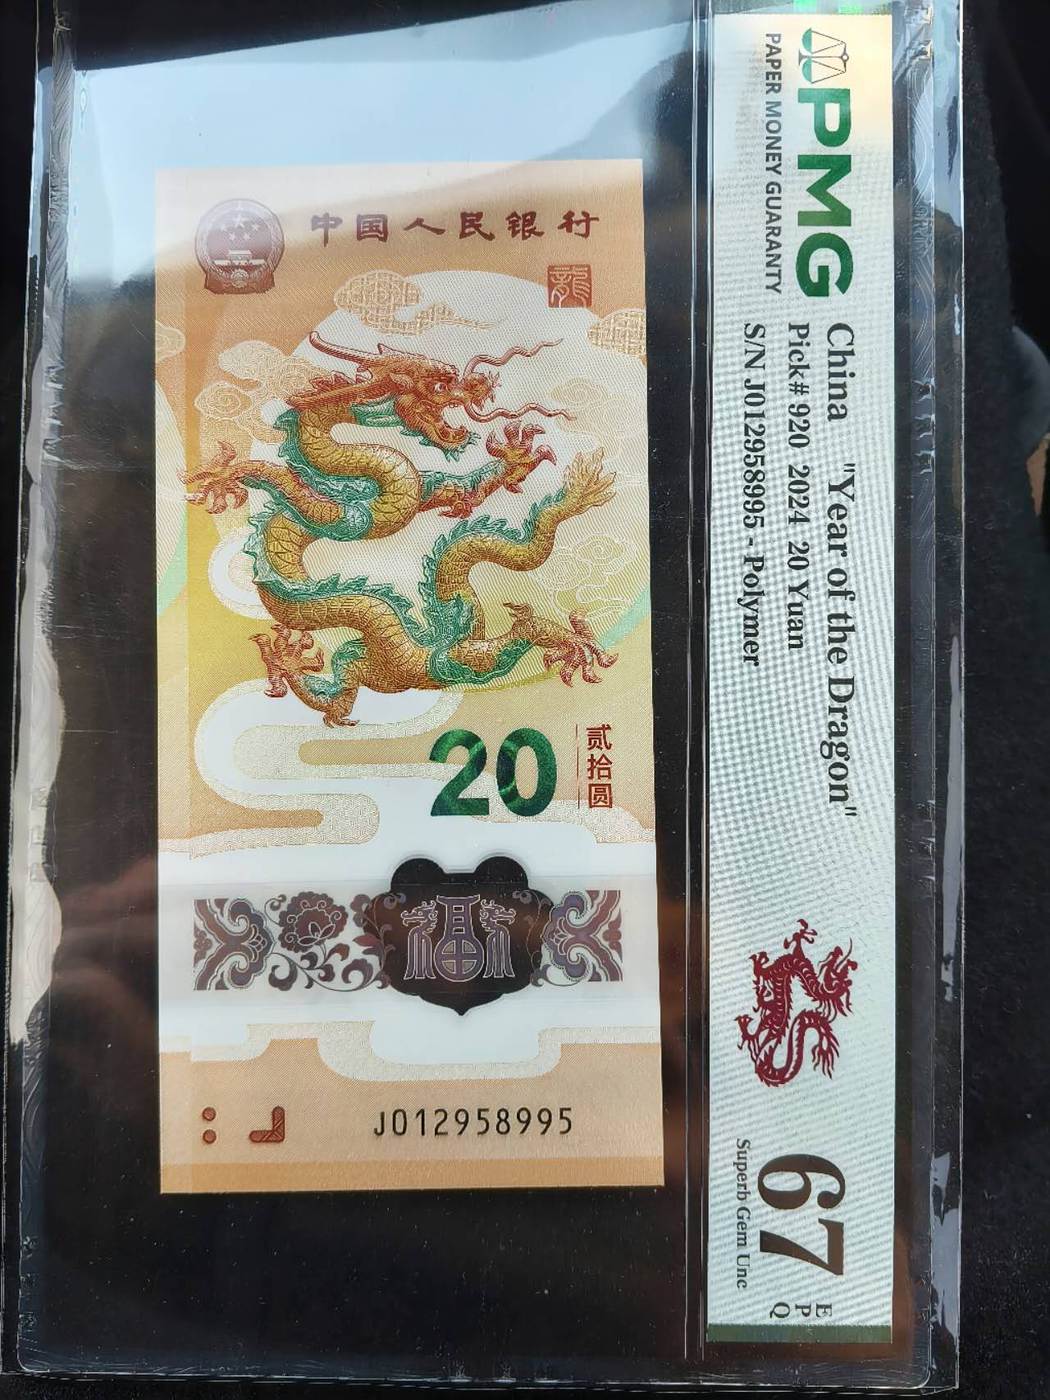 中国人民银行
龍
20
贰拾圆
福
J012958995
PMG
PAPER MONEY GUARANTY
China "Year of the Dragon"
Pick# 920 2024 20 Yuan
S/N J012958995 - Polymer
67
Superb Gem Unc
E
P
Q